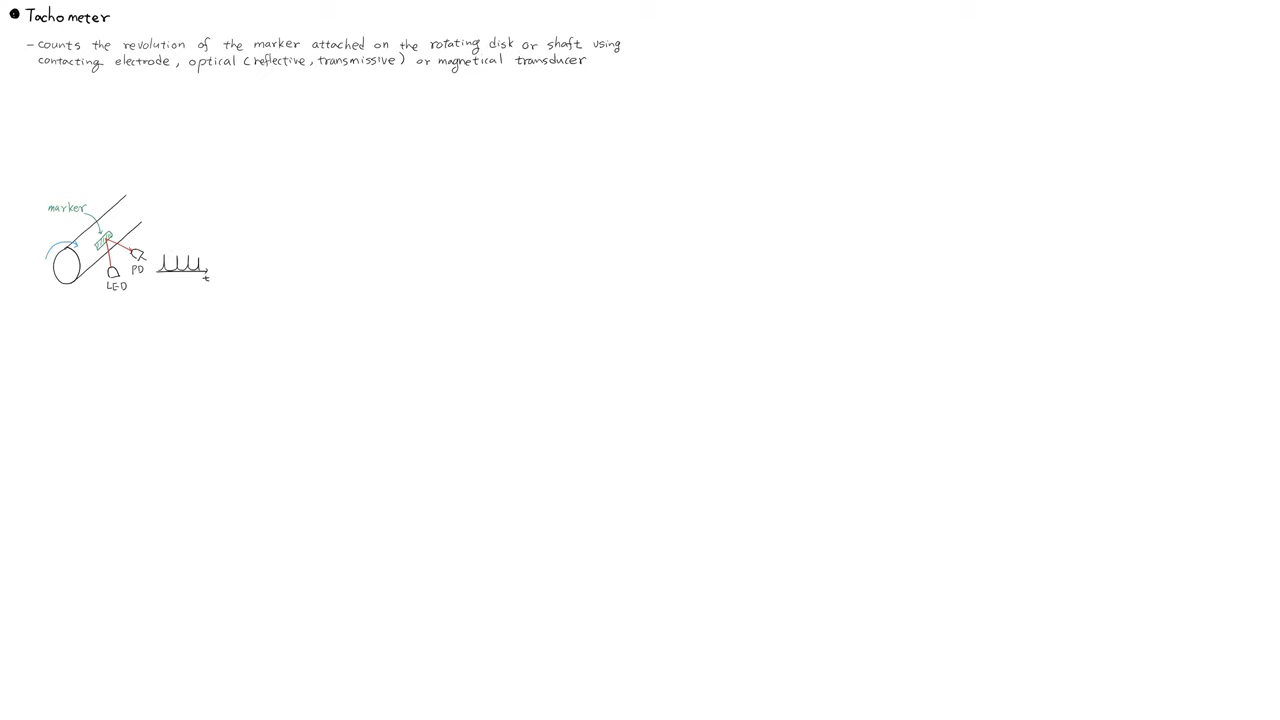 ● Tachometer
- counts the revolution of the marker attached on the rotating disk or shaft using
contacting electrode, optical (reflective, transmissive) or magnetical transducer
marker
PD
LED
t